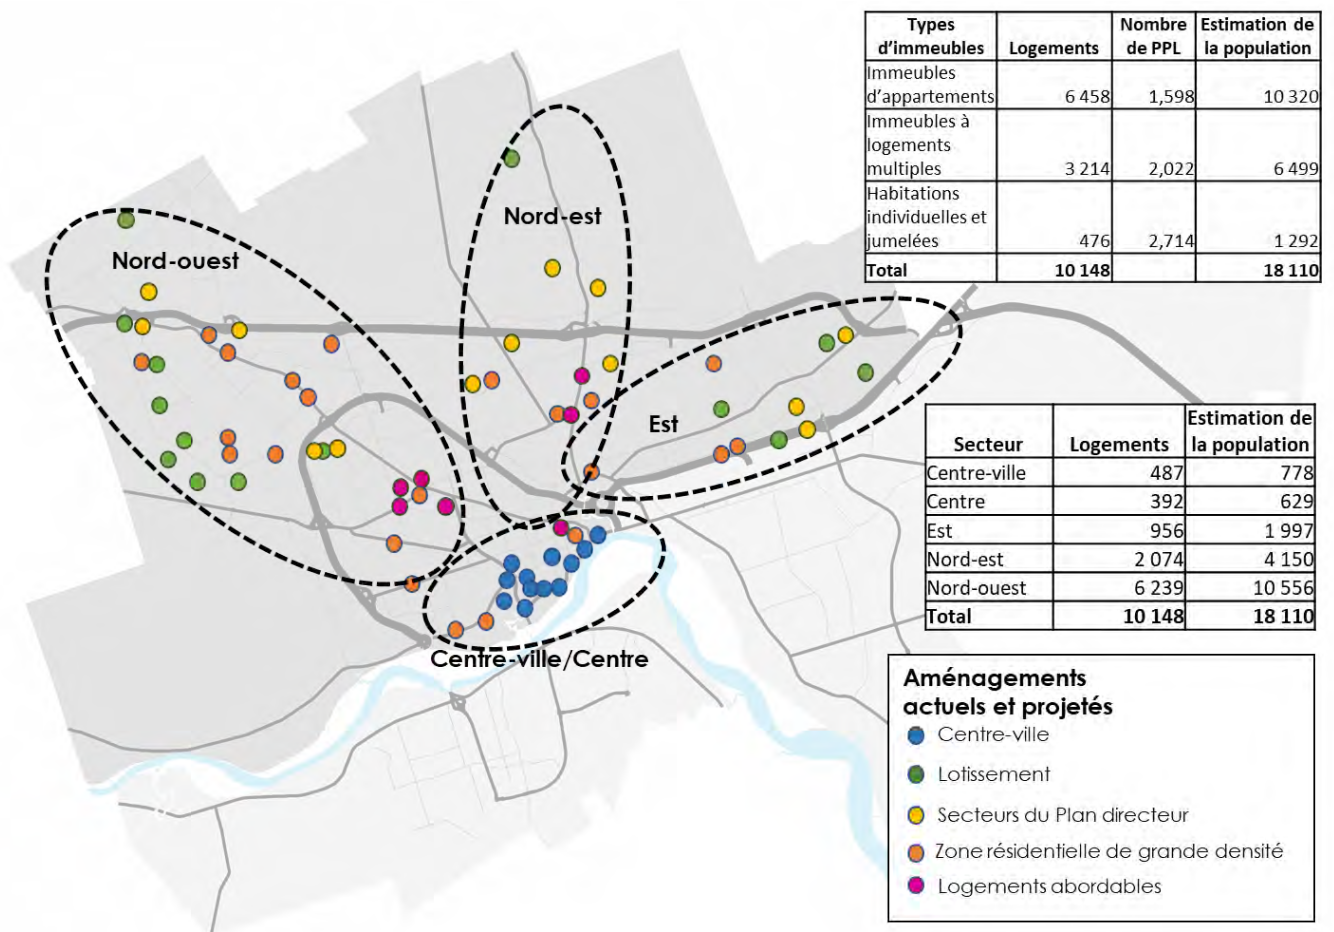 Types d'immeubles Logements Nombre de PPL Estimation de la population
Immeubles d'appartements 6 458 1,598 10 320
Immeubles à logements multiples 3 214 2,022 6 499
Habitations individuelles et jumelées 476 2,714 1 292
Total 10 148 18 110
Nord-est
Nord-ouest
Est
Centre-ville/Centre
Secteur Logements Estimation de la population
Centre-ville 487 778
Centre 392 629
Est 956 1 997
Nord-est 2 074 4 150
Nord-ouest 6 239 10 556
Total 10 148 18 110
Aménagements
actuels et projetés
Centre-ville
Lotissement
Secteurs du Plan directeur
Zone résidentielle de grande densité
Logements abordables